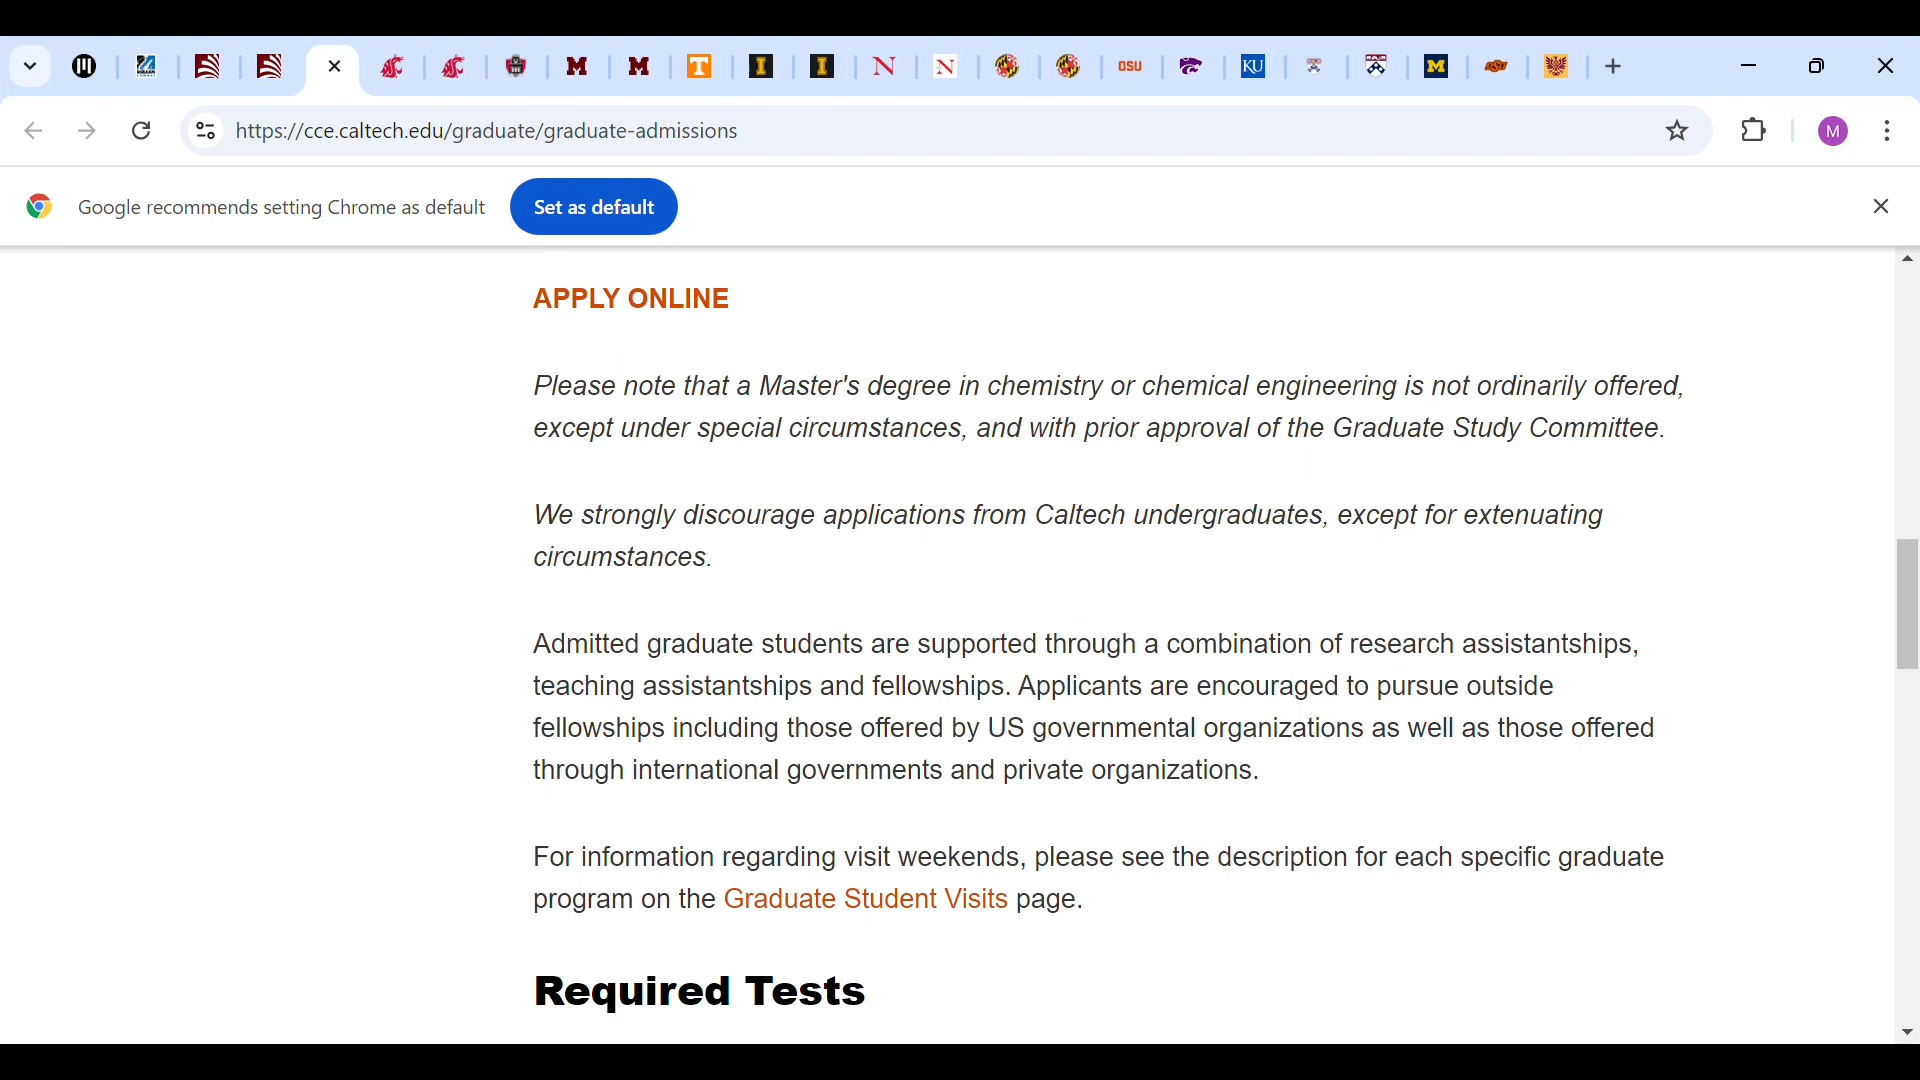 https://cce.caltech.edu/graduate/graduate-admissions
M
Google recommends setting Chrome as default
Set as default
APPLY ONLINE
Please note that a Master's degree in chemistry or chemical engineering is not ordinarily offered,
except under special circumstances, and with prior approval of the Graduate Study Committee.
We strongly discourage applications from Caltech undergraduates, except for extenuating
circumstances.
Admitted graduate students are supported through a combination of research assistantships,
teaching assistantships and fellowships. Applicants are encouraged to pursue outside
fellowships including those offered by US governmental organizations as well as those offered
through international governments and private organizations.
For information regarding visit weekends, please see the description for each specific graduate
program on the Graduate Student Visits page.
Required Tests